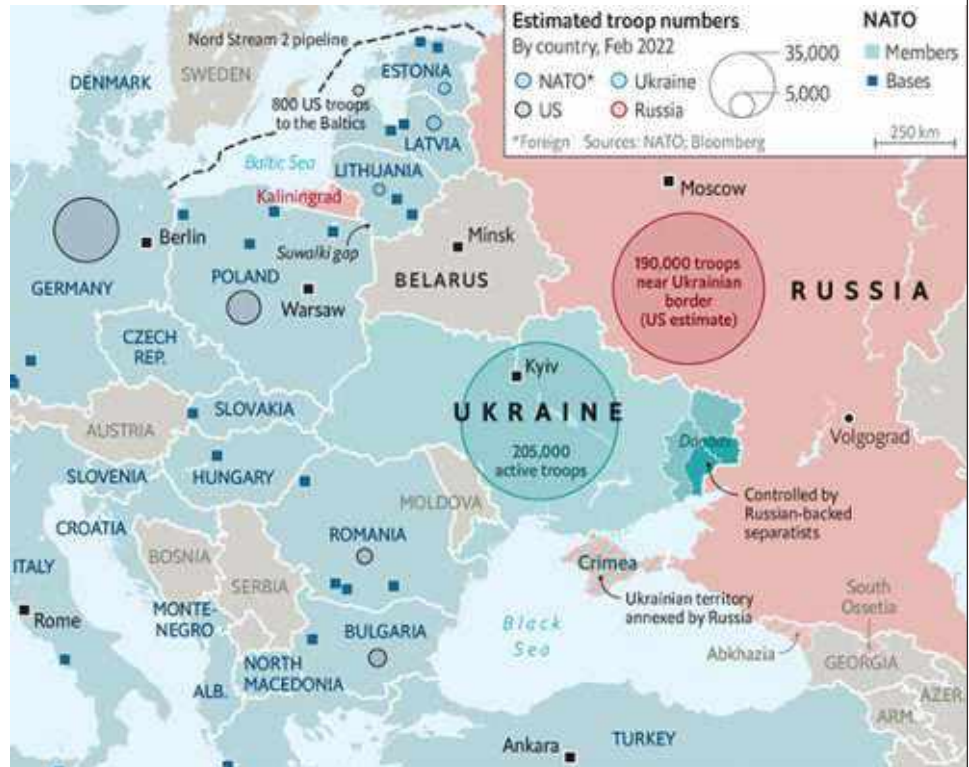 Estimated troop numbers
By country, Feb 2022
NATO*
Ukraine
US
Russia
35,000
5,000
*Foreign Sources: NATO; Bloomberg
NATO
Members
Bases
250 km
Nord Stream 2 pipeline
DENMARK
SWEDEN
ESTONIA
800 US troops
to the Baltics
LATVIA
Baltic Sea
LITHUANIA
Kaliningrad
Moscow
Berlin
Suwalki gap
Minsk
GERMANY
POLAND
BELARUS
190,000 troops
near Ukrainian
border
(US estimate)
RUSSIA
Warsaw
CZECH
REP.
Kyiv
UKRAINE
205,000
active troops
AUSTRIA
SLOVAKIA
Donbas
Volgograd
SLOVENIA
HUNGARY
MOLDOVA
Controlled by
Russian-backed
separatists
CROATIA
ROMANIA
BOSNIA
SERBIA
Crimea
ITALY
Ukrainian territory
annexed by Russia
South
Ossetia
Rome
MONTE-
NEGRO
BULGARIA
Black
Sea
Abkhazia
GEORGIA
NORTH
MACEDONIA
ALB.
AZER.
ARM.
Ankara
TURKEY